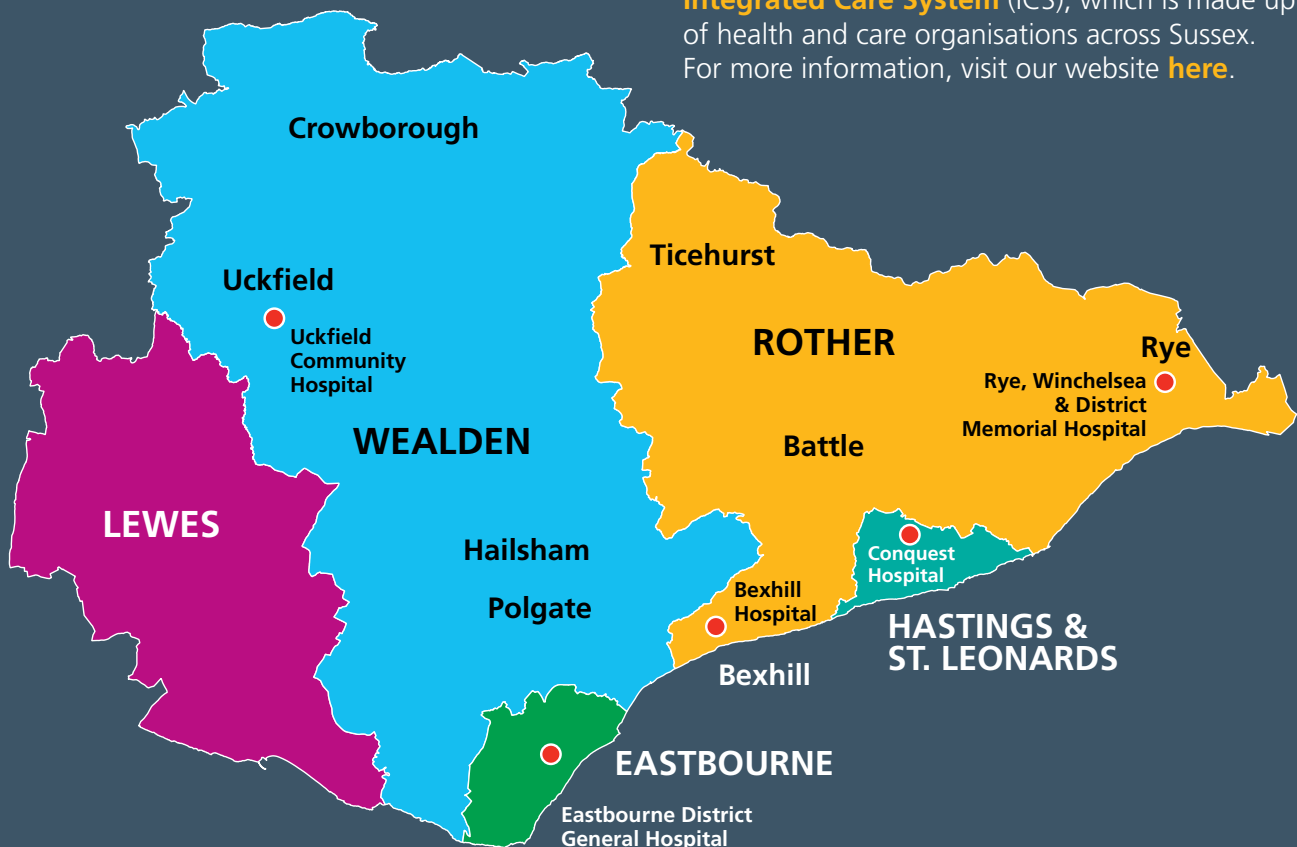 Integrated Care System (ICS), which is made up
of health and care organisations across Sussex.
For more information, visit our website here.
Crowborough
Uckfield
Uckfield
Community
Hospital
Ticehurst
ROTHER
Rye
Rye, Winchelsea
& District
Memorial Hospital
WEALDEN
Battle
LEWES
Hailsham
Polgate
Conquest
Hospital
Bexhill
Hospital
HASTINGS &
ST. LEONARDS
Bexhill
EASTBOURNE
Eastbourne District
General Hospital